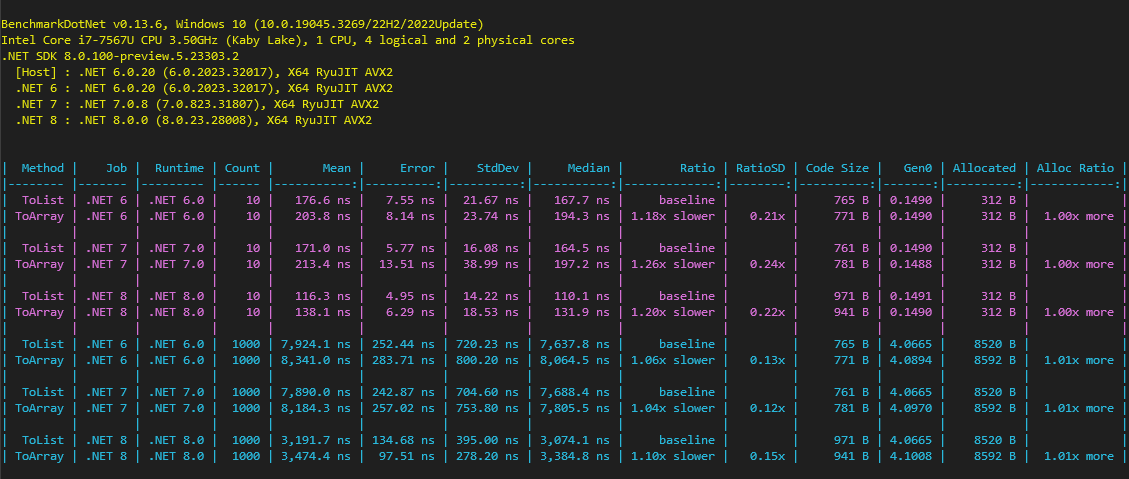 BenchmarkDotNet v0.13.6, Windows 10 (10.0.19045.3269/22H2/2022Update)
Intel Core i7-7567U CPU 3.50GHz (Kaby Lake), 1 CPU, 4 logical and 2 physical cores
.NET SDK 8.0.100-preview.5.23303.2
  [Host] : .NET 6.0.20 (6.0.2023.32017), X64 RyuJIT AVX2
  .NET 6 : .NET 6.0.20 (6.0.2023.32017), X64 RyuJIT AVX2
  .NET 7 : .NET 7.0.8 (7.0.823.31807), X64 RyuJIT AVX2
  .NET 8 : .NET 8.0.0 (8.0.23.28008), X64 RyuJIT AVX2
|  Method |    Job |  Runtime | Count |       Mean |     Error |    StdDev |     Median |        Ratio | RatioSD | Code Size |   Gen0 | Allocated | Alloc Ratio |
|-------- |------- |--------- |------ |-----------:|----------:|----------:|-----------:|-------------:|--------:|----------:|-------:|----------:|------------:|
|  ToList | .NET 6 | .NET 6.0 |    10 |   176.6 ns |   7.55 ns |  21.67 ns |   167.7 ns |     baseline |         |     765 B | 0.1490 |     312 B |             |
| ToArray | .NET 6 | .NET 6.0 |    10 |   203.8 ns |   8.14 ns |  23.74 ns |   194.3 ns | 1.18x slower |   0.21x |     771 B | 0.1490 |     312 B |  1.00x more |
|         |        |          |       |            |           |           |            |              |         |           |        |           |             |
|  ToList | .NET 7 | .NET 7.0 |    10 |   171.0 ns |   5.77 ns |  16.08 ns |   164.5 ns |     baseline |         |     761 B | 0.1490 |     312 B |             |
| ToArray | .NET 7 | .NET 7.0 |    10 |   213.4 ns |  13.51 ns |  38.99 ns |   197.2 ns | 1.26x slower |   0.24x |     781 B | 0.1488 |     312 B |  1.00x more |
|         |        |          |       |            |           |           |            |              |         |           |        |           |             |
|  ToList | .NET 8 | .NET 8.0 |    10 |   116.3 ns |   4.95 ns |  14.22 ns |   110.1 ns |     baseline |         |     971 B | 0.1491 |     312 B |             |
| ToArray | .NET 8 | .NET 8.0 |    10 |   138.1 ns |   6.29 ns |  18.53 ns |   131.9 ns | 1.20x slower |   0.22x |     941 B | 0.1490 |     312 B |  1.00x more |
|         |        |          |       |            |           |           |            |              |         |           |        |           |             |
|  ToList | .NET 6 | .NET 6.0 |  1000 | 7,924.1 ns | 252.44 ns | 720.23 ns | 7,637.8 ns |     baseline |         |     765 B | 4.0665 |    8520 B |             |
| ToArray | .NET 6 | .NET 6.0 |  1000 | 8,341.0 ns | 283.71 ns | 800.20 ns | 8,064.5 ns | 1.06x slower |   0.13x |     771 B | 4.0894 |    8592 B |  1.01x more |
|         |        |          |       |            |           |           |            |              |         |           |        |           |             |
|  ToList | .NET 7 | .NET 7.0 |  1000 | 7,890.0 ns | 242.87 ns | 704.60 ns | 7,688.4 ns |     baseline |         |     761 B | 4.0665 |    8520 B |             |
| ToArray | .NET 7 | .NET 7.0 |  1000 | 8,184.3 ns | 257.02 ns | 753.80 ns | 7,805.5 ns | 1.04x slower |   0.12x |     781 B | 4.0970 |    8592 B |  1.01x more |
|         |        |          |       |            |           |           |            |              |         |           |        |           |             |
|  ToList | .NET 8 | .NET 8.0 |  1000 | 3,191.7 ns | 134.68 ns | 395.00 ns | 3,074.1 ns |     baseline |         |     971 B | 4.0665 |    8520 B |             |
| ToArray | .NET 8 | .NET 8.0 |  1000 | 3,474.4 ns |  97.51 ns | 278.20 ns | 3,384.8 ns | 1.10x slower |   0.15x |     941 B | 4.1008 |    8592 B |  1.01x more |